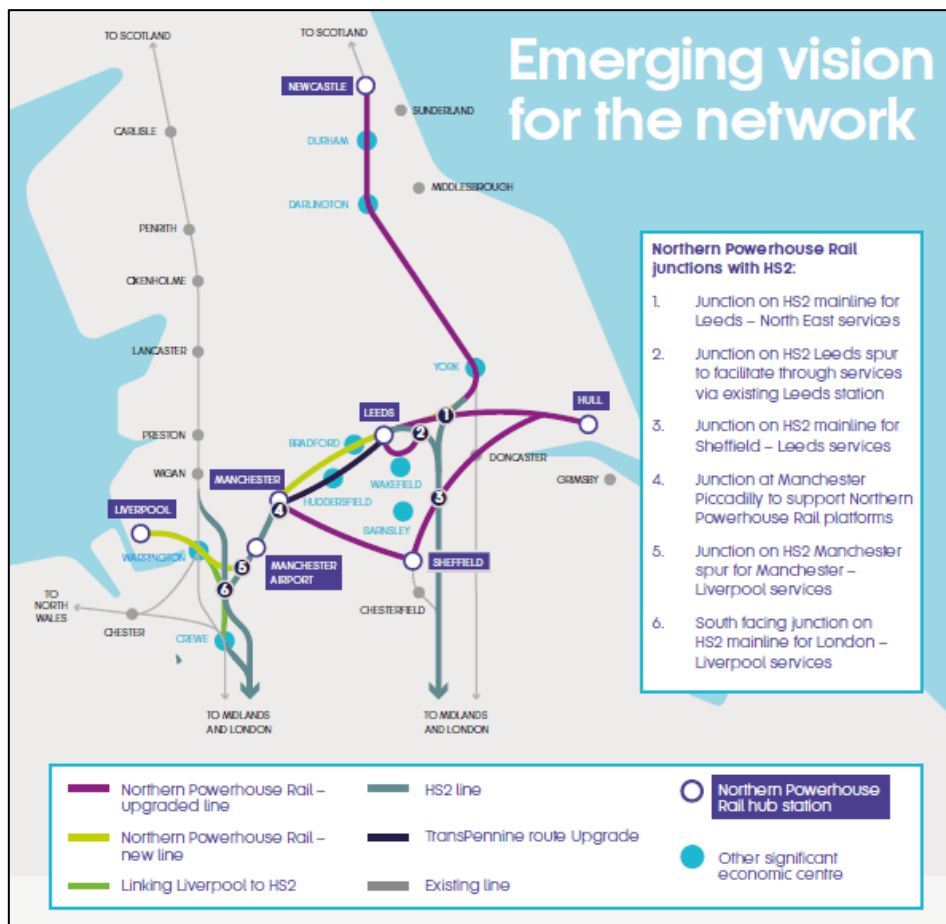 Emerging vision
for the network
TO SCOTLAND
TO SCOTLAND
NEWCASTLE
SUNDERLAND
CARLISLE
DURHAM
MIDDLESBROUGH
DARLINGTON
PENRITH
OXENHOLME
LANCASTER
YORK
LEEDS
HULL
PRESTON
BRADFORD
WAKEFIELD
DONCASTER
WIGAN
MANCHESTER
HUDDERSFIELD
GRIMSBY
LIVERPOOL
BARNSLEY
WARRINGTON
MANCHESTER
AIRPORT
SHEFFIELD
TO
NORTH
WALES
CHESTER
CHESTERFIELD
CREWE
1
2
3
4
5
6
TO MIDLANDS
AND LONDON
TO MIDLANDS
AND LONDON
Northern Powerhouse Rail
junctions with HS2:
1. Junction on HS2 mainline for
Leeds – North East services
2. Junction on HS2 Leeds spur
to facilitate through services
via existing Leeds station
3. Junction on HS2 mainline for
Sheffield – Leeds services
4. Junction at Manchester
Piccadilly to support Northern
Powerhouse Rail platforms
5. Junction on HS2 Manchester
spur for Manchester –
Liverpool services
6. South facing junction on
HS2 mainline for London –
Liverpool services
Northern Powerhouse Rail –
upgraded line
Northern Powerhouse Rail –
new line
Linking Liverpool to HS2
HS2 line
TransPennine route Upgrade
Existing line
Northern Powerhouse
Rail hub station
Other significant
economic centre